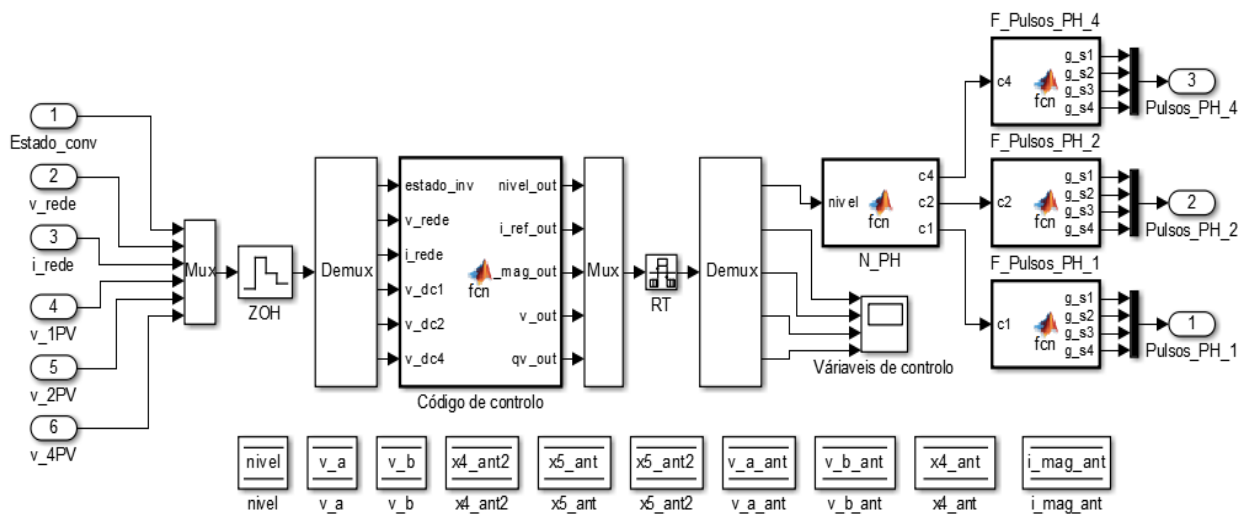 1
Estado_conv
2
v_rede
3
i_rede
4
v_1PV
5
v_2PV
6
v_4PV
Mux
ZOH
Demux
estado_inv
v_rede
i_rede
v_dc1
v_dc2
v_dc4
fcn
nivel_out
i_ref_out
_mag_out
v_out
qv_out
Código de controlo
Mux
RT
Demux
nivel
fcn
c4
c2
c1
N_PH
Váriaveis de controlo
F_Pulsos_PH_4
c4
fcn
g_s1
g_s2
g_s3
g_s4
3
Pulsos_PH_4
F_Pulsos_PH_2
c2
fcn
g_s1
g_s2
g_s3
g_s4
2
Pulsos_PH_2
F_Pulsos_PH_1
c1
fcn
g_s1
g_s2
g_s3
g_s4
1
Pulsos_PH_1
nivel v_a v_b x4_ant2 x5_ant x5_ant2 v_a_ant v_b_ant x4_ant i_mag_ant
nivel v_a v_b x4_ant2 x5_ant x5_ant2 v_a_ant v_b_ant x4_ant i_mag_ant